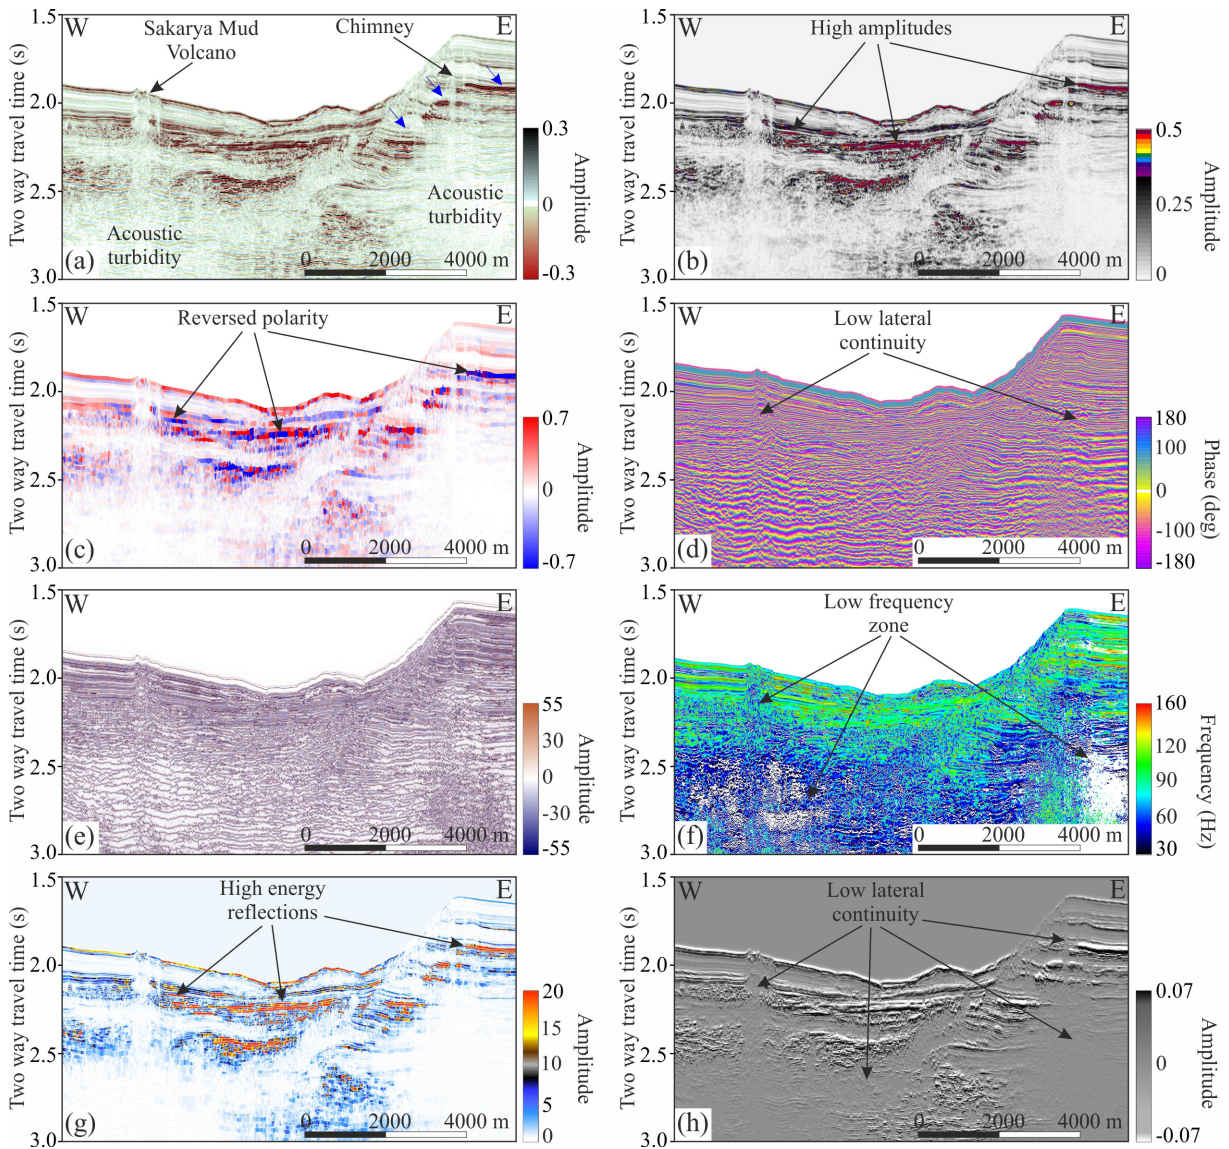 W
Sakarya Mud
Volcano
Chimney
E
Two way travel time (s)
1.5
2.0
2.5
3.0
Acoustic
turbidity
Acoustic
turbidity
(a)
0
2000
4000 m
0.3
0
-0.3
Amplitude
W
High amplitudes
E
Two way travel time (s)
1.5
2.0
2.5
3.0
(b)
0
2000
4000 m
0.5
0.25
0
Amplitude
W
Reversed polarity
E
Two way travel time (s)
1.5
2.0
2.5
3.0
(c)
0
2000
4000 m
0.7
0
-0.7
Amplitude
W
Low lateral
continuity
E
Two way travel time (s)
1.5
2.0
2.5
3.0
(d)
0
2000
4000 m
180
100
0
-100
-180
Phase (deg)
W
E
Two way travel time (s)
1.5
2.0
2.5
3.0
(e)
0
2000
4000 m
55
30
0
-30
-55
Amplitude
W
Low frequency
zone
E
Two way travel time (s)
1.5
2.0
2.5
3.0
(f)
0
2000
4000 m
160
120
90
60
30
Frequency (Hz)
W
High energy
reflections
E
Two way travel time (s)
1.5
2.0
2.5
3.0
(g)
0
2000
4000 m
20
15
10
5
0
Amplitude
W
Low lateral
continuity
E
Two way travel time (s)
1.5
2.0
2.5
3.0
(h)
0
2000
4000 m
0.07
0
-0.07
Amplitude